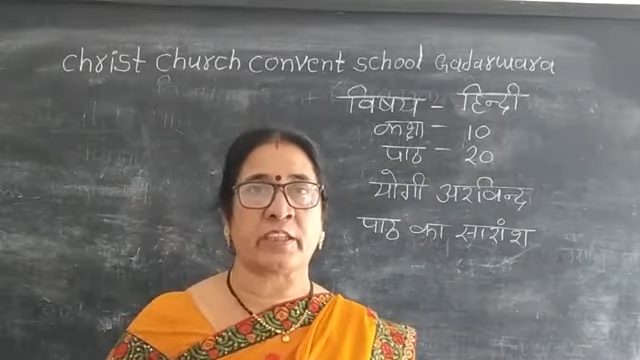 christ church convent school Gadarwara
विषय - हिन्दी
कक्षा - 10
पाठ - 20
योगी अरविन्द
पाठ का सारांश